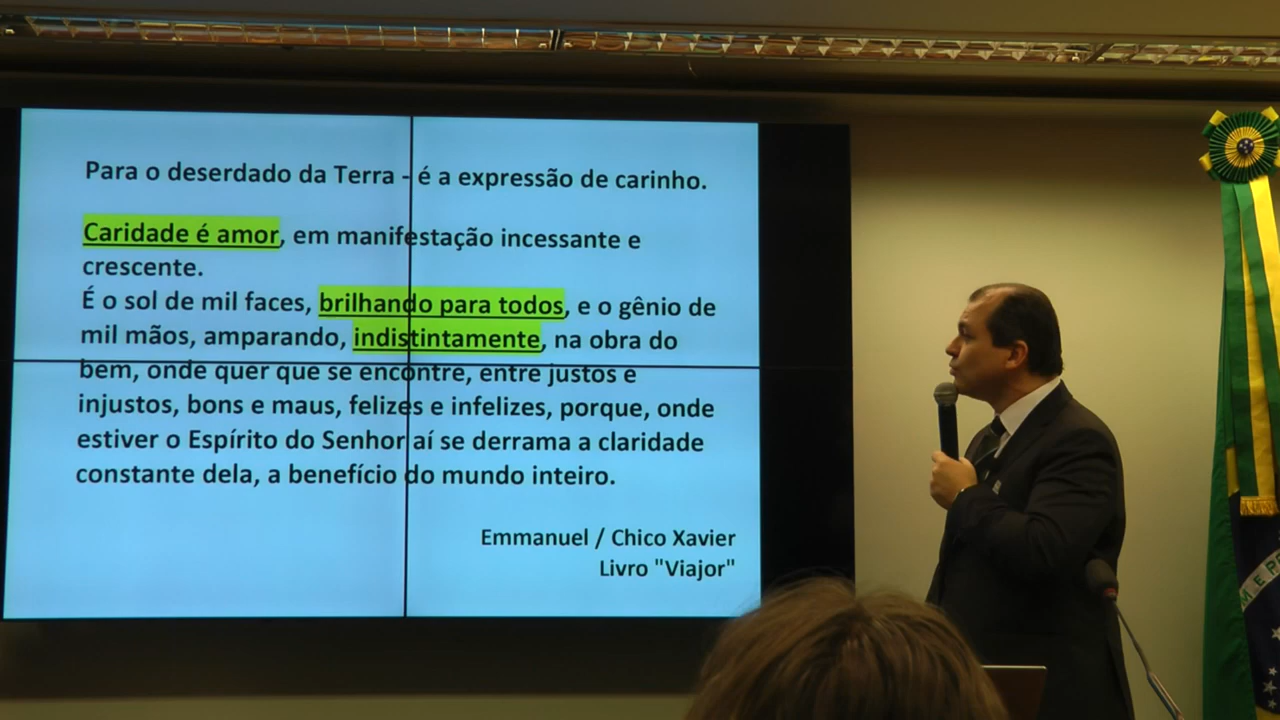 Para o deserdado da Terra - é a expressão de carinho.
Caridade é amor, em manifestação incessante e
crescente.
É o sol de mil faces, brilhando para todos, e o gênio de
mil mãos, amparando, indistintamente, na obra do
bem, onde quer que se encontre, entre justos e
injustos, bons e maus, felizes e infelizes, porque, onde
estiver o Espírito do Senhor aí se derrama a claridade
constante dela, a benefício do mundo inteiro.
Emmanuel / Chico Xavier
Livro "Viajor"